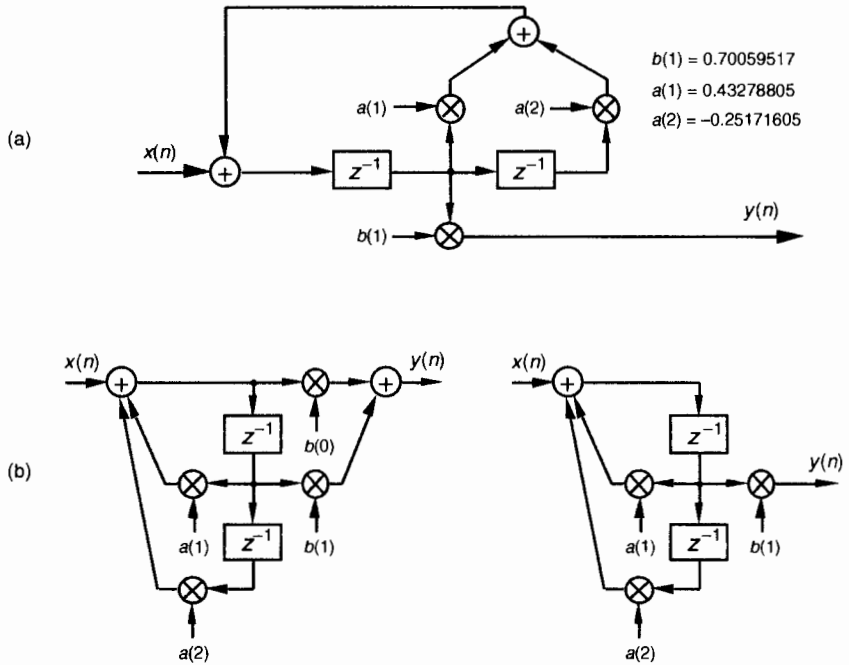 (a)
x(n)
+
+
a(1)
a(2)
z⁻¹
z⁻¹
b(1)
y(n)
b(1) = 0.70059517
a(1) = 0.43278805
a(2) = −0.25171605
(b)
x(n)
+
+
y(n)
z⁻¹
b(0)
a(1)
z⁻¹
b(1)
a(2)
x(n)
+
z⁻¹
y(n)
a(1)
z⁻¹
b(1)
a(2)